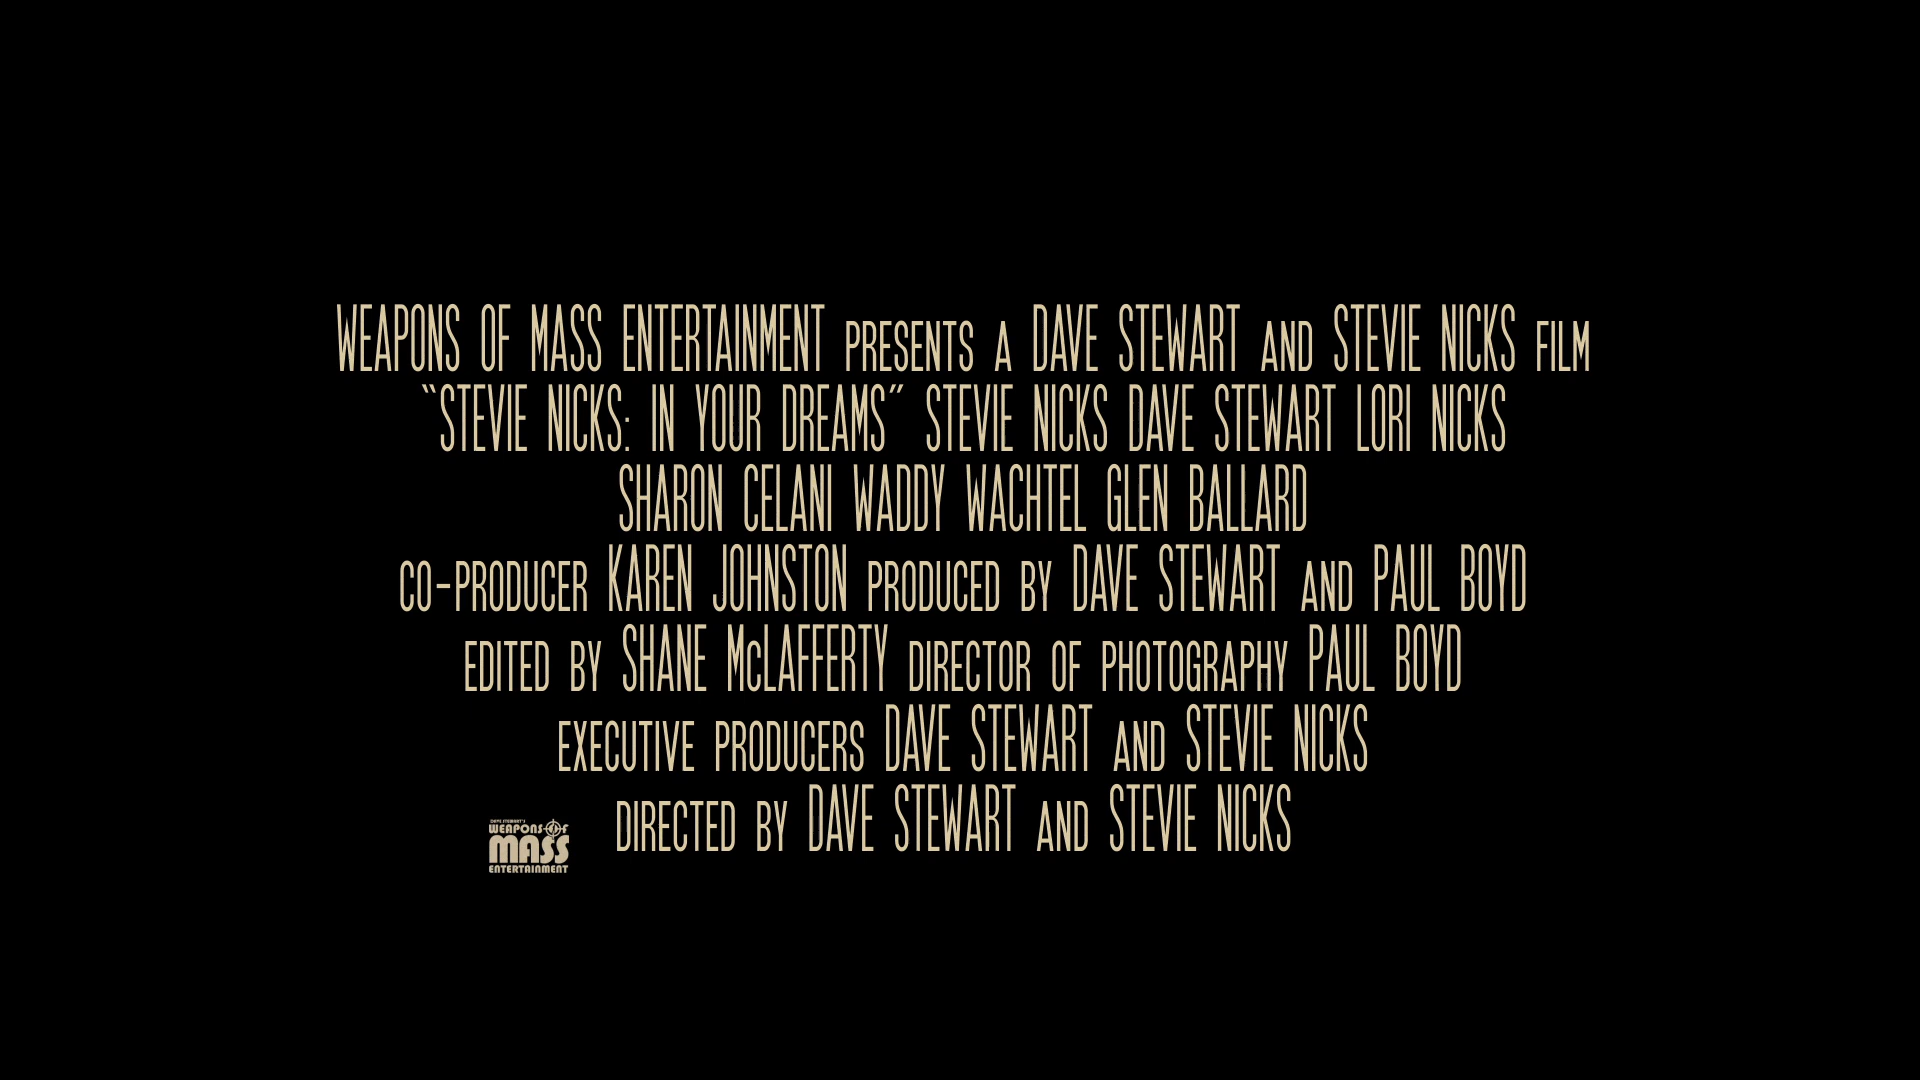 WEAPONS OF MASS ENTERTAINMENT PRESENTS A DAVE STEWART AND STEVIE NICKS FILM
“STEVIE NICKS: IN YOUR DREAMS” STEVIE NICKS DAVE STEWART LORI NICKS
SHARON CELANI WADDY WACHTEL GLEN BALLARD
CO-PRODUCER KAREN JOHNSTON PRODUCED BY DAVE STEWART AND PAUL BOYD
EDITED BY SHANE McLAFFERTY DIRECTOR OF PHOTOGRAPHY PAUL BOYD
EXECUTIVE PRODUCERS DAVE STEWART AND STEVIE NICKS
DIRECTED BY DAVE STEWART AND STEVIE NICKS
DAVE STEWART'S
WEAPONS OF
MASS
ENTERTAINMENT